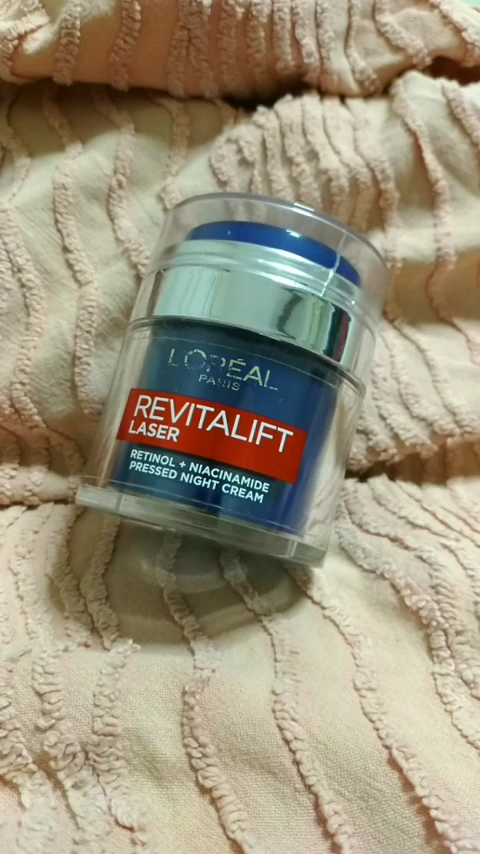 L'ORÉAL
PARIS
REVITALIFT
LASER
RETINOL + NIACINAMIDE
PRESSED NIGHT CREAM